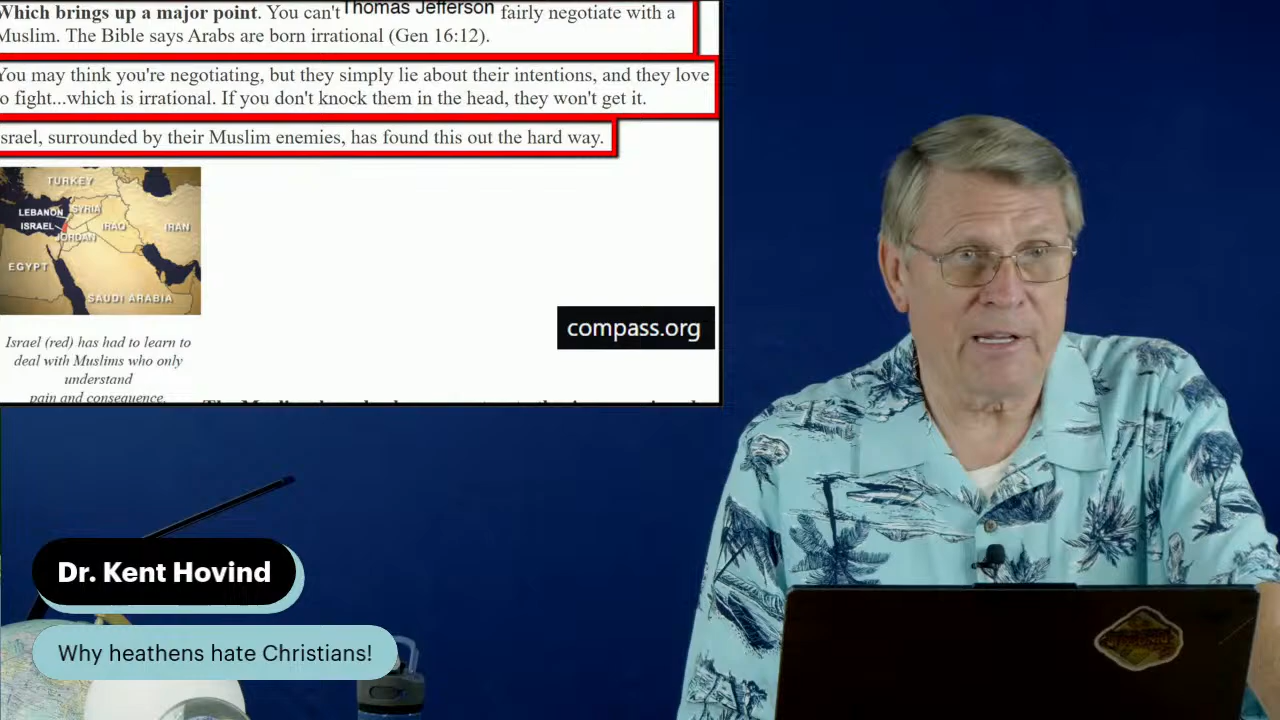 Which brings up a major point. You can't Thomas Jefferson fairly negotiate with a
Muslim. The Bible says Arabs are born irrational (Gen 16:12).
You may think you're negotiating, but they simply lie about their intentions, and they love
o fight...which is irrational. If you don't knock them in the head, they won't get it.
srael, surrounded by their Muslim enemies, has found this out the hard way.
TURKEY
LEBANON
SYRIA
ISRAEL
IRAQ
IRAN
JORDAN
EGYPT
SAUDI ARABIA
compass.org
Israel (red) has had to learn to
deal with Muslims who only
understand
pain and consequence.
Dr. Kent Hovind
Why heathens hate Christians!